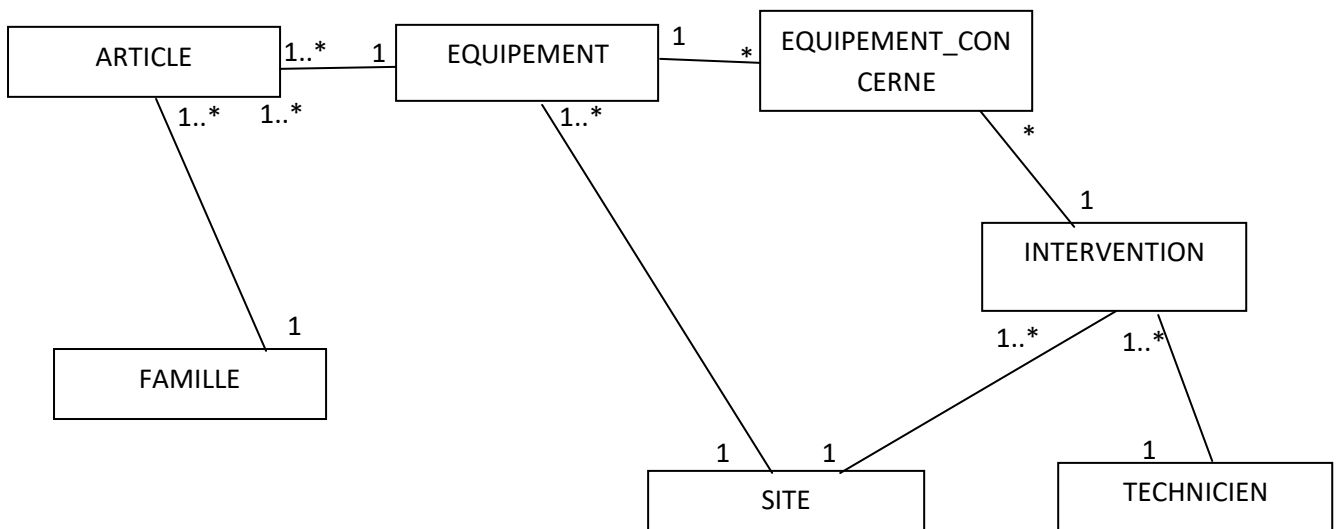 ARTICLE
1..*
1
EQUIPEMENT
1
*
EQUIPEMENT_CON
CERNE
1..*
1..*
1..*
*
1
INTERVENTION
1..*
1..*
1
FAMILLE
1
1
1
SITE
TECHNICIEN